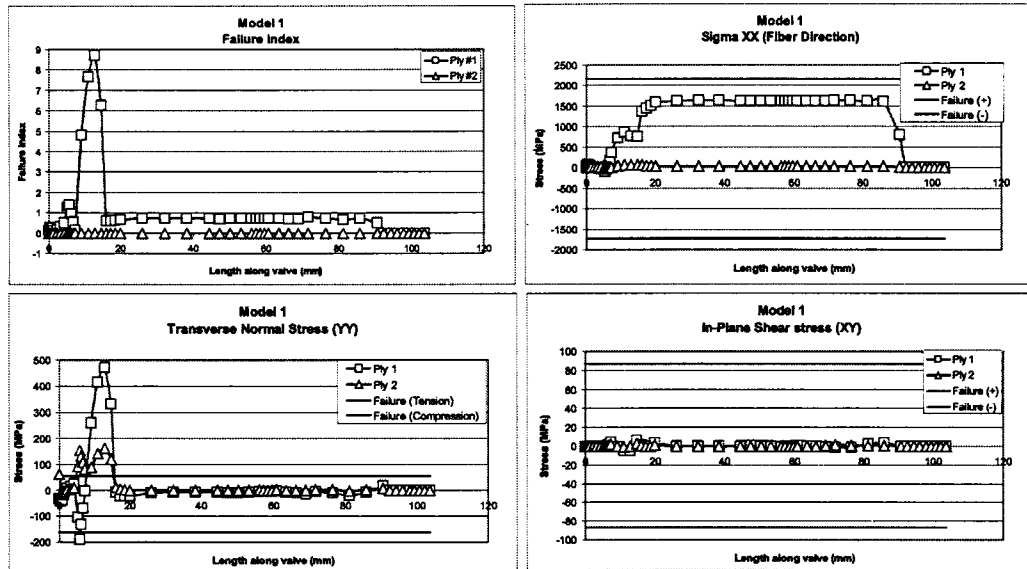 Model 1
Failure Index
Ply #1
Ply #2
Failure Index
9
8
7
6
5
4
3
2
1
0
-1
0
20
40
60
80
100
120
Length along valve (mm)
Model 1
Sigma XX (Fiber Direction)
Ply 1
Ply 2
Failure (+)
Failure (-)
Stress (MPa)
2500
2000
1500
1000
500
0
-500
-1000
-1500
-2000
0
20
40
60
80
100
120
Length along valve (mm)
Model 1
Transverse Normal Stress (YY)
Ply 1
Ply 2
Failure (Tension)
Failure (Compression)
Stress (MPa)
500
400
300
200
100
0
-100
-200
20
40
60
80
100
120
Length along valve (mm)
Model 1
In-Plane Shear stress (XY)
Ply 1
Ply 2
Failure (+)
Failure (-)
Stress (MPa)
100
80
60
40
20
0
-20
-40
-60
-80
-100
0
20
40
60
80
100
120
Length along valve (mm)